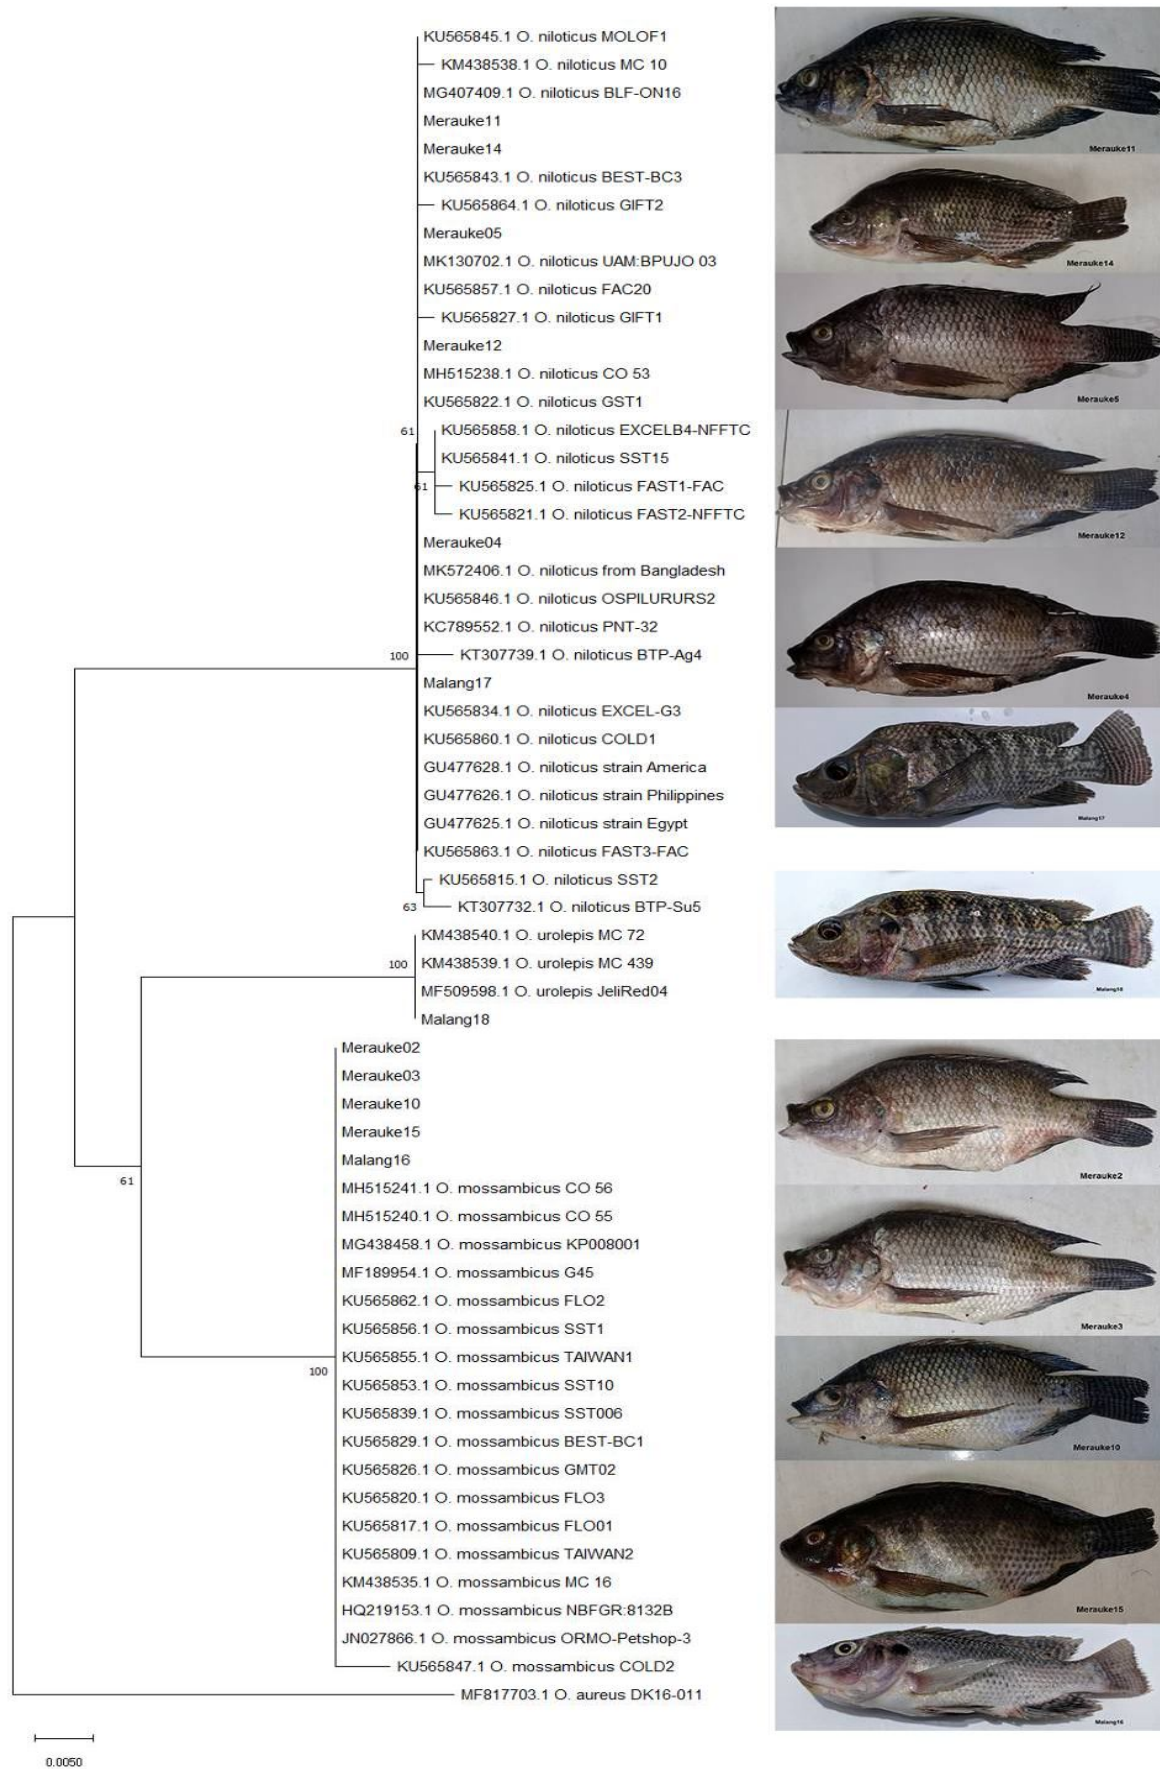 KU565845.1 O. niloticus MOLOF1
KM438538.1 O. niloticus MC 10
MG407409.1 O. niloticus BLF-ON16
Merauke11
Merauke14
KU565843.1 O. niloticus BEST-BC3
KU565864.1 O. niloticus GIFT2
Merauke05
MK130702.1 O. niloticus UAM:BPUJO 03
KU565857.1 O. niloticus FAC20
KU565827.1 O. niloticus GIFT1
Merauke12
MH515238.1 O. niloticus CO 53
KU565822.1 O. niloticus GST1
61
KU565858.1 O. niloticus EXCELB4-NFFTC
KU565841.1 O. niloticus SST15
61
KU565825.1 O. niloticus FAST1-FAC
KU565821.1 O. niloticus FAST2-NFFTC
Merauke04
MK572406.1 O. niloticus from Bangladesh
KU565846.1 O. niloticus OSPILURURS2
KC789552.1 O. niloticus PNT-32
100
KT307739.1 O. niloticus BTP-Ag4
Malang17
KU565834.1 O. niloticus EXCEL-G3
KU565860.1 O. niloticus COLD1
GU477628.1 O. niloticus strain America
GU477626.1 O. niloticus strain Philippines
GU477625.1 O. niloticus strain Egypt
KU565863.1 O. niloticus FAST3-FAC
KU565815.1 O. niloticus SST2
63
KT307732.1 O. niloticus BTP-Su5
KM438540.1 O. urolepis MC 72
100
KM438539.1 O. urolepis MC 439
MF509598.1 O. urolepis JeliRed04
Malang18
Merauke02
Merauke03
Merauke10
Merauke15
Malang16
61
MH515241.1 O. mossambicus CO 56
MH515240.1 O. mossambicus CO 55
MG438458.1 O. mossambicus KP008001
MF189954.1 O. mossambicus G45
KU565862.1 O. mossambicus FLO2
KU565856.1 O. mossambicus SST1
KU565855.1 O. mossambicus TAIWAN1
100
KU565853.1 O. mossambicus SST10
KU565839.1 O. mossambicus SST006
KU565829.1 O. mossambicus BEST-BC1
KU565826.1 O. mossambicus GMT02
KU565820.1 O. mossambicus FLO3
KU565817.1 O. mossambicus FLO01
KU565809.1 O. mossambicus TAIWAN2
KM438535.1 O. mossambicus MC 16
HQ219153.1 O. mossambicus NBFGR:8132B
JN027866.1 O. mossambicus ORMO-Petshop-3
KU565847.1 O. mossambicus COLD2
MF817703.1 O. aureus DK16-011
0.0050
Merauke11
Merauke14
Merauke5
Merauke12
Merauke4
Malang17
Malang18
Merauke2
Merauke3
Merauke10
Merauke15
Malang16